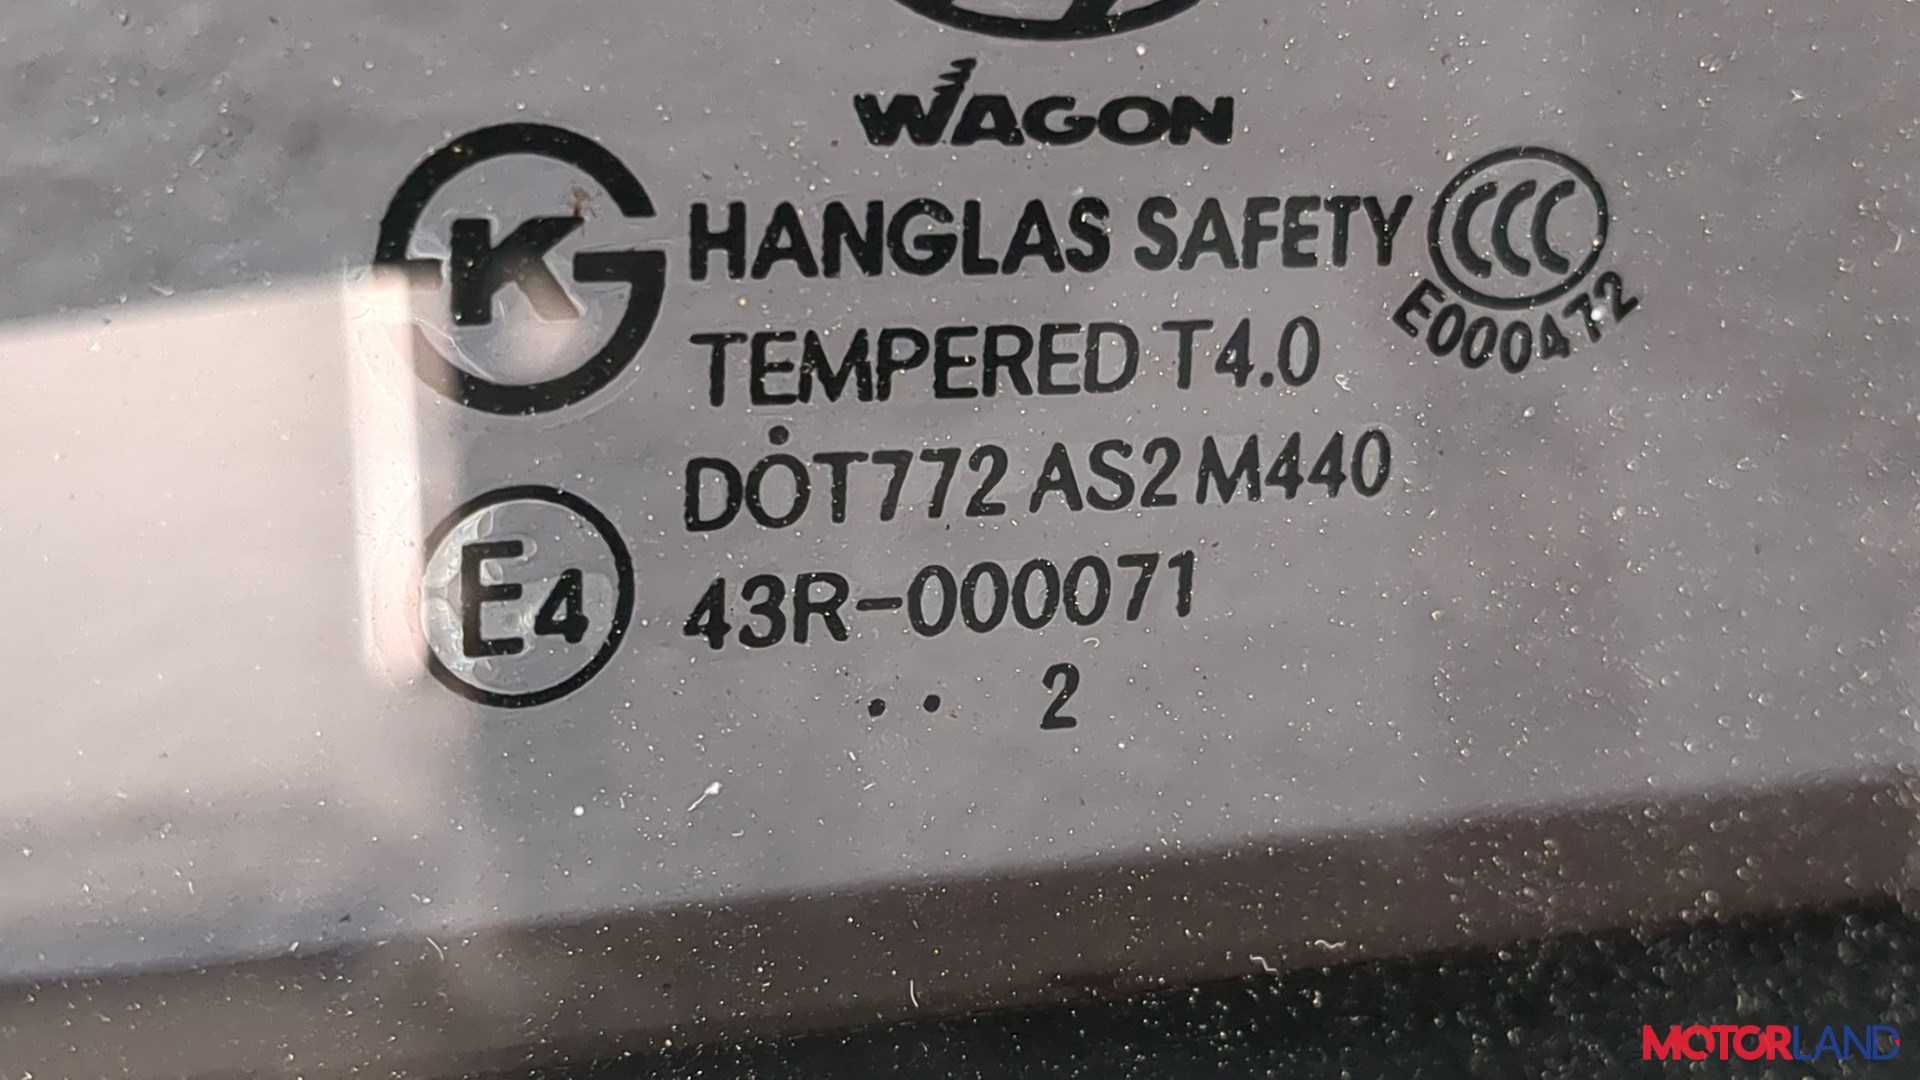 WAGON
K HANGLAS SAFETY CCC
E000472
TEMPERED T4.0
DOT772 AS2 M440
E4 43R-000071
.. 2
MOTORLAND